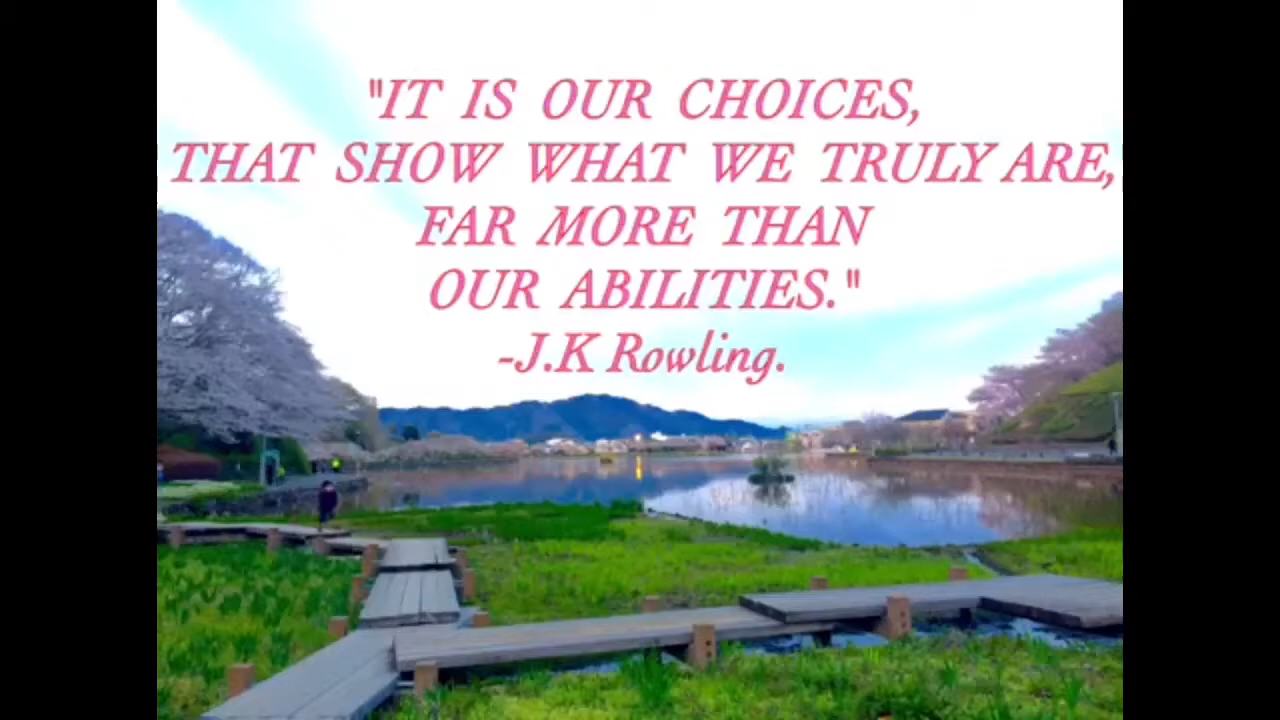 "IT IS OUR CHOICES,
THAT SHOW WHAT WE TRULY ARE,
FAR MORE THAN
OUR ABILITIES."
-J.K Rowling.